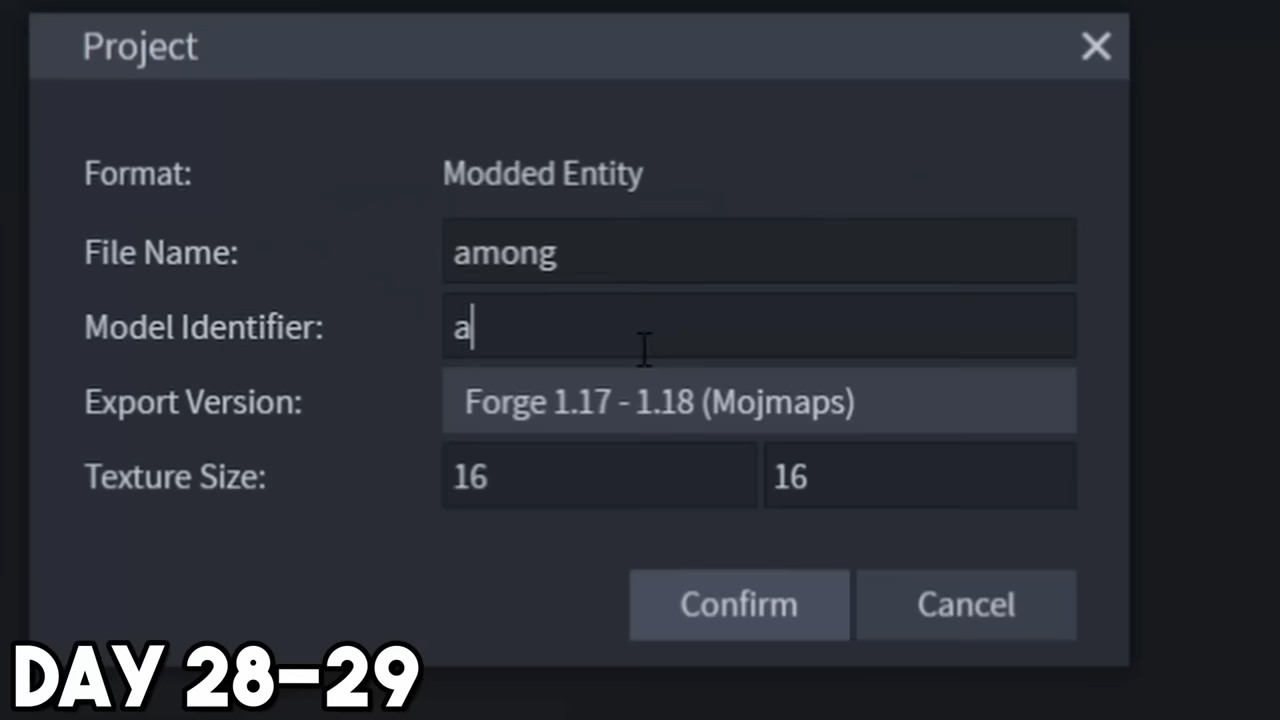 Project
Format: Modded Entity
File Name: among
Model Identifier: a
Export Version: Forge 1.17 - 1.18 (Mojmaps)
Texture Size: 16 16
Confirm Cancel
DAY 28-29